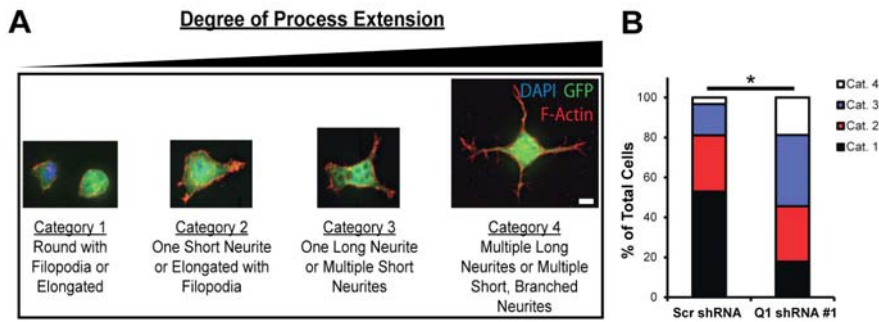 A
Degree of Process Extension
DAPI GFP
F-Actin
Category 1
Round with
Filopodia or
Elongated
Category 2
One Short Neurite
or Elongated with
Filopodia
Category 3
One Long Neurite
or Multiple Short
Neurites
Category 4
Multiple Long
Neurites or Multiple
Short, Branched
Neurites
B
*
% of Total Cells
100
80
60
40
20
0
Scr shRNA
Q1 shRNA #1
Cat. 4
Cat. 3
Cat. 2
Cat. 1